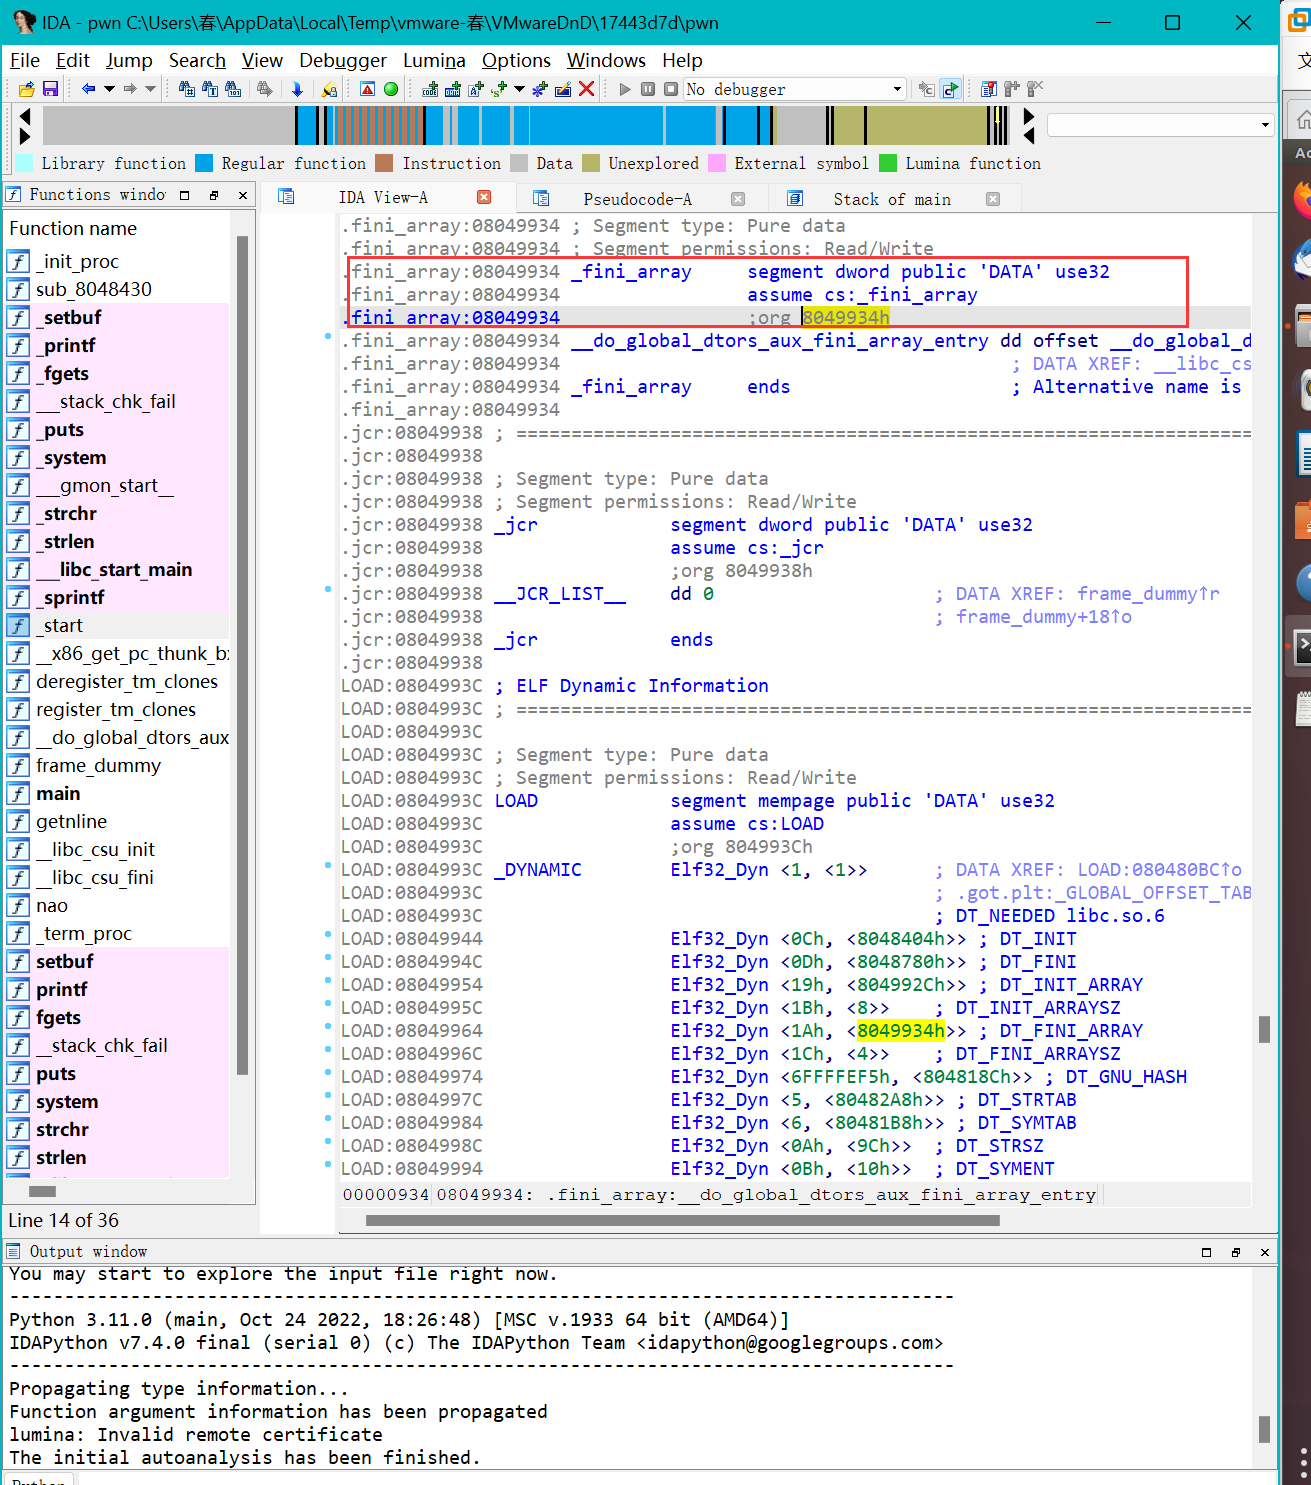 IDA - pwn C:\Users\春\AppData\Local\Temp\vmware-春\VMwareDnD\17443d7d\pwn
File Edit Jump Search View Debugger Lumina Options Windows Help
No debugger
Library function Regular function Instruction Data Unexplored External symbol Lumina function
Functions windo
IDA View-A
Pseudocode-A
Stack of main
Function name
_init_proc
sub_8048430
_setbuf
_printf
_fgets
___stack_chk_fail
_puts
_system
___gmon_start__
_strchr
_strlen
___libc_start_main
_sprintf
_start
__x86_get_pc_thunk_bx
deregister_tm_clones
register_tm_clones
__do_global_dtors_aux
frame_dummy
main
getnline
__libc_csu_init
__libc_csu_fini
nao
_term_proc
setbuf
printf
fgets
__stack_chk_fail
puts
system
strchr
strlen
Line 14 of 36
.fini_array:08049934 ; Segment type: Pure data
.fini_array:08049934 ; Segment permissions: Read/Write
.fini_array:08049934 _fini_array segment dword public 'DATA' use32
.fini_array:08049934 assume cs:_fini_array
.fini_array:08049934 ;org 8049934h
.fini_array:08049934 __do_global_dtors_aux_fini_array_entry dd offset __do_global_d
.fini_array:08049934 ; DATA XREF: __libc_cs
.fini_array:08049934 _fini_array ends ; Alternative name is
.fini_array:08049934
.jcr:08049938 ; ===================================================================
.jcr:08049938
.jcr:08049938 ; Segment type: Pure data
.jcr:08049938 ; Segment permissions: Read/Write
.jcr:08049938 _jcr segment dword public 'DATA' use32
.jcr:08049938 assume cs:_jcr
.jcr:08049938 ;org 8049938h
.jcr:08049938 __JCR_LIST__ dd 0 ; DATA XREF: frame_dummy↑r
.jcr:08049938 ; frame_dummy+18↑o
.jcr:08049938 _jcr ends
.jcr:08049938
LOAD:0804993C ; ELF Dynamic Information
LOAD:0804993C ; ===================================================================
LOAD:0804993C
LOAD:0804993C ; Segment type: Pure data
LOAD:0804993C ; Segment permissions: Read/Write
LOAD:0804993C LOAD segment mempage public 'DATA' use32
LOAD:0804993C assume cs:LOAD
LOAD:0804993C ;org 804993Ch
LOAD:0804993C _DYNAMIC Elf32_Dyn <1, <1>> ; DATA XREF: LOAD:080480BC↑o
LOAD:0804993C ; .got.plt:_GLOBAL_OFFSET_TAB
LOAD:0804993C ; DT_NEEDED libc.so.6
LOAD:08049944 Elf32_Dyn <0Ch, <8048404h>> ; DT_INIT
LOAD:0804994C Elf32_Dyn <0Dh, <8048780h>> ; DT_FINI
LOAD:08049954 Elf32_Dyn <19h, <804992Ch>> ; DT_INIT_ARRAY
LOAD:0804995C Elf32_Dyn <1Bh, <8>> ; DT_INIT_ARRAYSZ
LOAD:08049964 Elf32_Dyn <1Ah, <8049934h>> ; DT_FINI_ARRAY
LOAD:0804996C Elf32_Dyn <1Ch, <4>> ; DT_FINI_ARRAYSZ
LOAD:08049974 Elf32_Dyn <6FFFFEF5h, <804818Ch>> ; DT_GNU_HASH
LOAD:0804997C Elf32_Dyn <5, <80482A8h>> ; DT_STRTAB
LOAD:08049984 Elf32_Dyn <6, <80481B8h>> ; DT_SYMTAB
LOAD:0804998C Elf32_Dyn <0Ah, <9Ch>> ; DT_STRSZ
LOAD:08049994 Elf32_Dyn <0Bh, <10h>> ; DT_SYMENT
00000934 08049934: .fini_array:__do_global_dtors_aux_fini_array_entry
Output window
You may start to explore the input file right now.
--------------------------------------------------------------------------------------
Python 3.11.0 (main, Oct 24 2022, 18:26:48) [MSC v.1933 64 bit (AMD64)]
IDAPython v7.4.0 final (serial 0) (c) The IDAPython Team <idapython@googlegroups.com>
--------------------------------------------------------------------------------------
Propagating type information...
Function argument information has been propagated
lumina: Invalid remote certificate
The initial autoanalysis has been finished.
Python